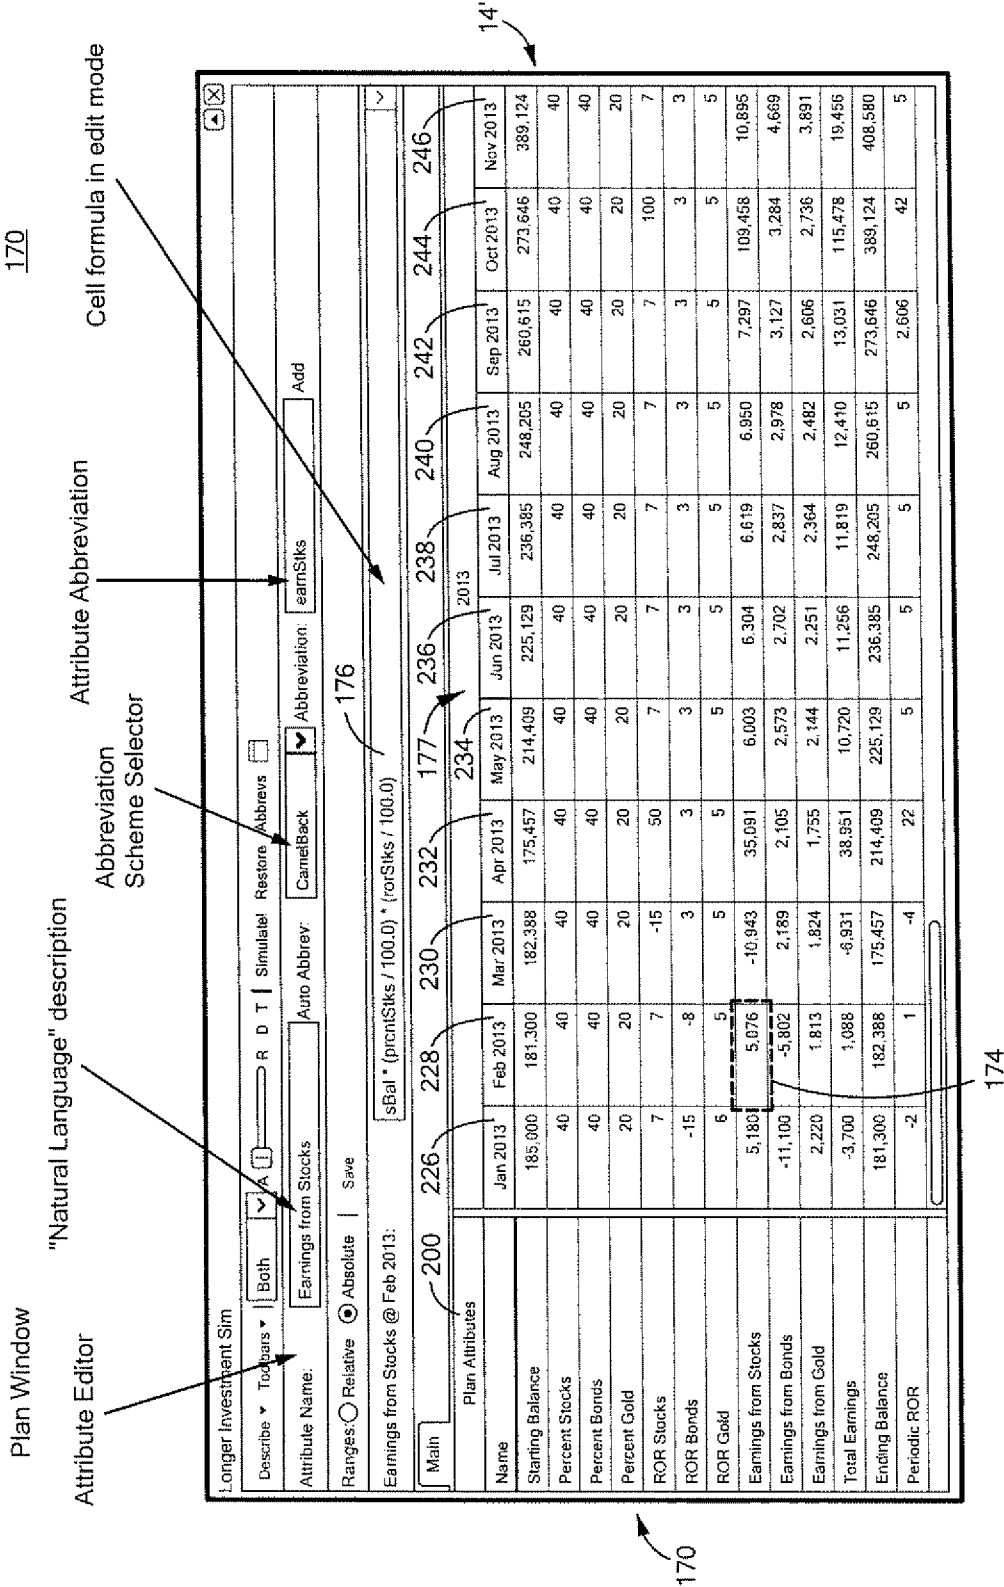 170
Plan Window
Attribute Editor
"Natural Language" description
Abbreviation
Scheme Selector
Attribute Abbreviation
Cell formula in edit mode
Longer Investment Sim
Describe Toolbars Both A R D T Simulate! Restore Abbrevs
Attribute Name: Earnings from Stocks Auto Abbrev: CamelBack Abbreviation: earnStks Add
Ranges: Relative Absolute Save
176
Earnings from Stocks @ Feb 2013: sBal * (prcntStks / 100.0) * (rorStks / 100.0)
Main 200 226 228 230 232 177 236 238 240 242 244 246
Plan Attributes 234 2013
Name Jan 2013 Feb 2013 Mar 2013 Apr 2013 May 2013 Jun 2013 Jul 2013 Aug 2013 Sep 2013 Oct 2013 Nov 2013
Starting Balance 185,000 181,300 182,388 175,457 214,409 225,129 236,385 248,205 260,615 273,646 389,124
Percent Stocks 40 40 40 40 40 40 40 40 40 40 40
Percent Bonds 40 40 40 40 40 40 40 40 40 40 40
Percent Gold 20 20 20 20 20 20 20 20 20 20 20
ROR Stocks 7 7 -15 50 7 7 7 7 7 100 7
ROR Bonds -15 -8 3 3 3 3 3 3 3 3 3
ROR Gold 6 5 5 5 5 5 5 5 5 5 5
Earnings from Stocks 5,180 5,076 -10,943 35,091 6,003 6,304 6,619 6,950 7,297 109,458 10,895
Earnings from Bonds -11,100 -5,802 2,189 2,105 2,573 2,702 2,837 2,978 3,127 3,284 4,669
Earnings from Gold 2,220 1,813 1,824 1,755 2,144 2,251 2,364 2,482 2,606 2,736 3,891
Total Earnings -3,700 1,088 -6,931 38,951 10,720 11,256 11,819 12,410 13,031 115,478 19,456
Ending Balance 181,300 182,388 175,457 214,409 225,129 236,385 248,205 260,615 273,646 389,124 408,580
Periodic ROR -2 1 -4 22 5 5 5 5 2,606 42 5
170
174
14'